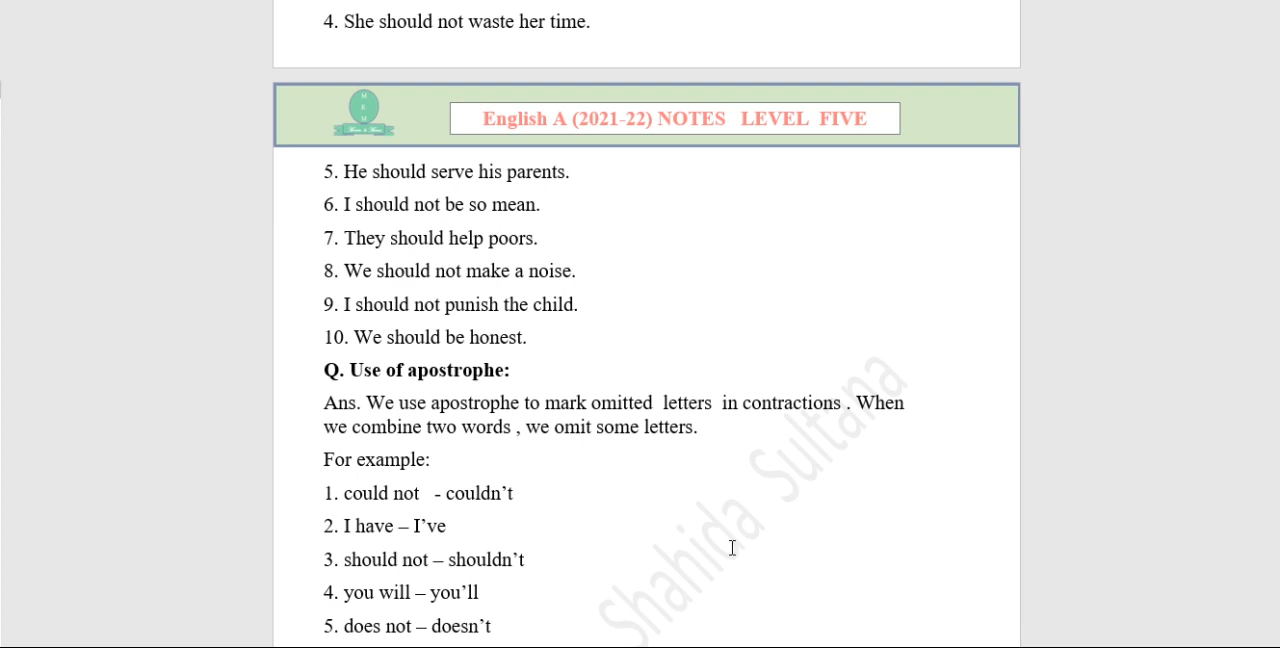 4. She should not waste her time.
M
K
M
English A (2021-22) NOTES LEVEL FIVE
5. He should serve his parents.
6. I should not be so mean.
7. They should help poors.
8. We should not make a noise.
9. I should not punish the child.
10. We should be honest.
Q. Use of apostrophe:
Ans. We use apostrophe to mark omitted letters in contractions . When
we combine two words , we omit some letters.
For example:
1. could not - couldn’t
2. I have – I’ve
3. should not – shouldn’t
4. you will – you’ll
5. does not – doesn’t
Shahida Sultana